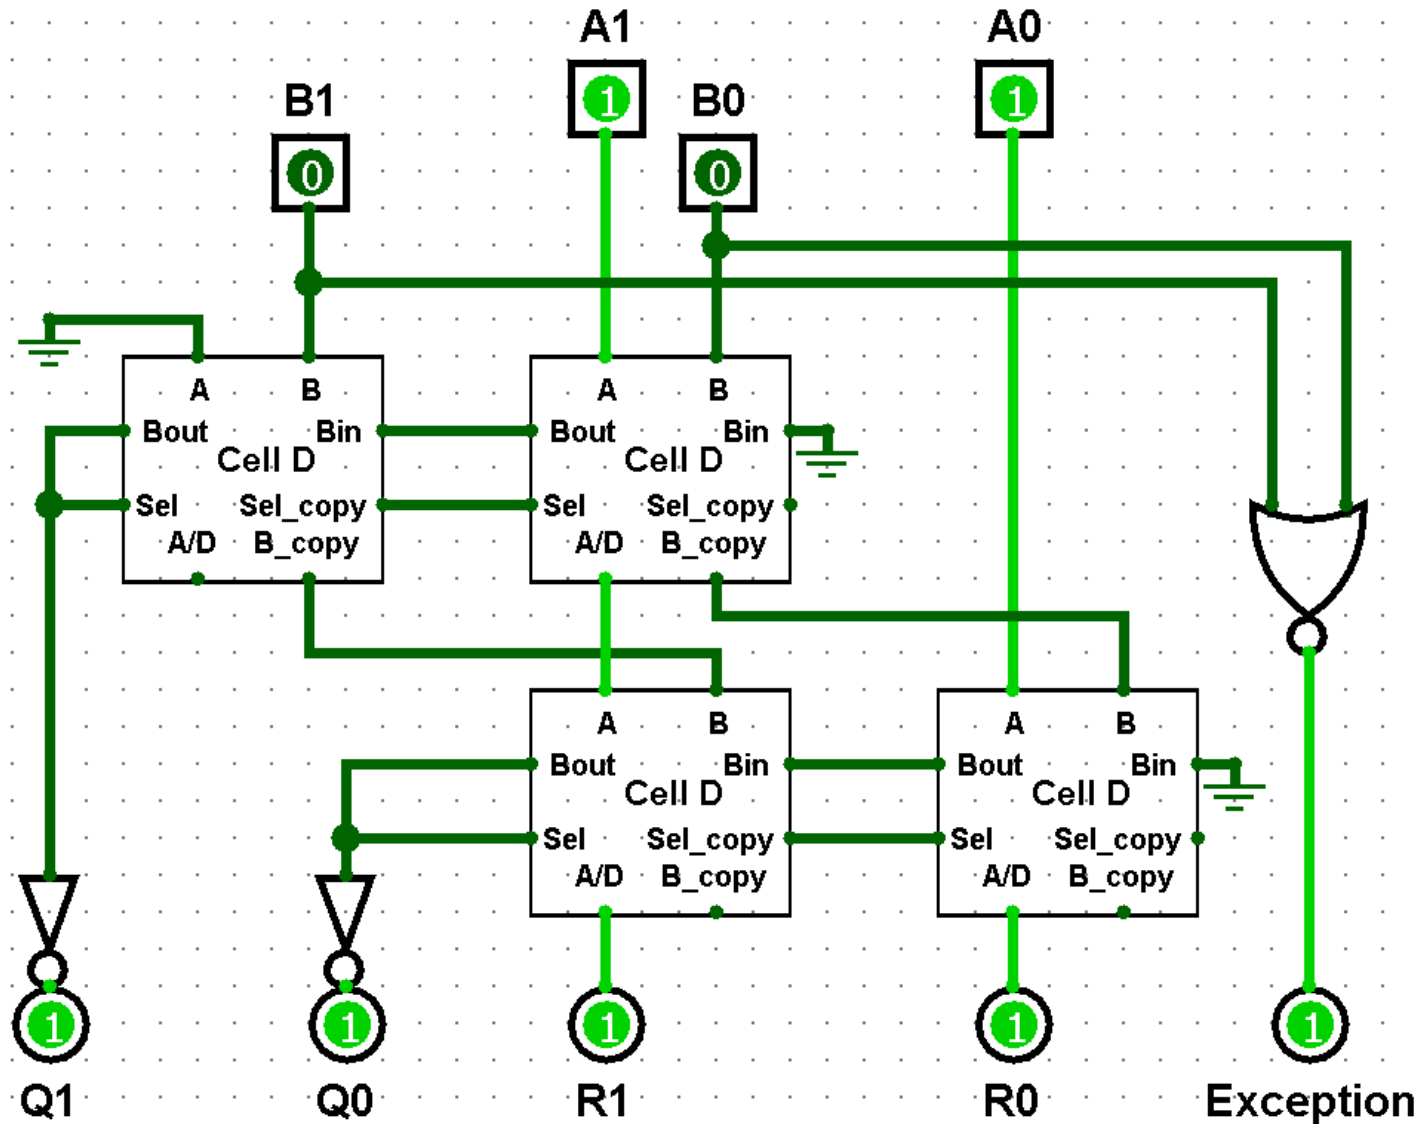 A1 A0
B1 B0
1 1
0 0
A B A B
Bout Bin Bout Bin
Cell D Cell D
Sel Sel_copy Sel Sel_copy
A/D B_copy A/D B_copy
A B A B
Bout Bin Bout Bin
Cell D Cell D
Sel Sel_copy Sel Sel_copy
A/D B_copy A/D B_copy
1 1 1 1 1
Q1 Q0 R1 R0 Exception